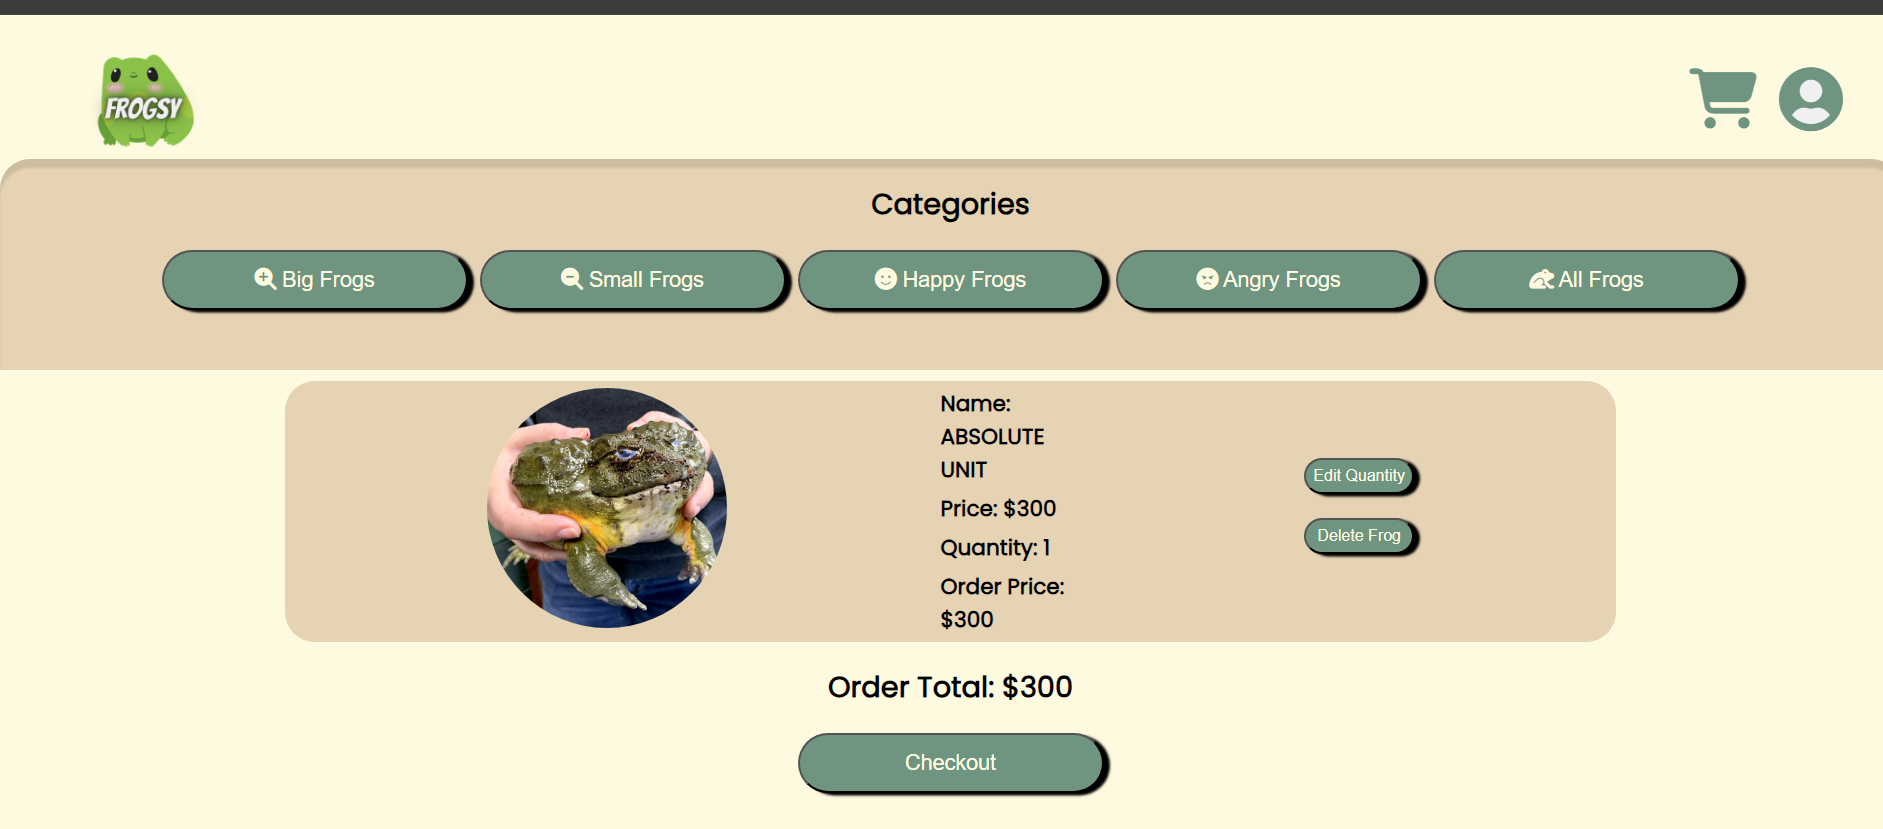 FROGSY
Categories
Big Frogs
Small Frogs
Happy Frogs
Angry Frogs
All Frogs
Name:
ABSOLUTE
UNIT
Price: $300
Quantity: 1
Order Price:
$300
Edit Quantity
Delete Frog
Order Total: $300
Checkout